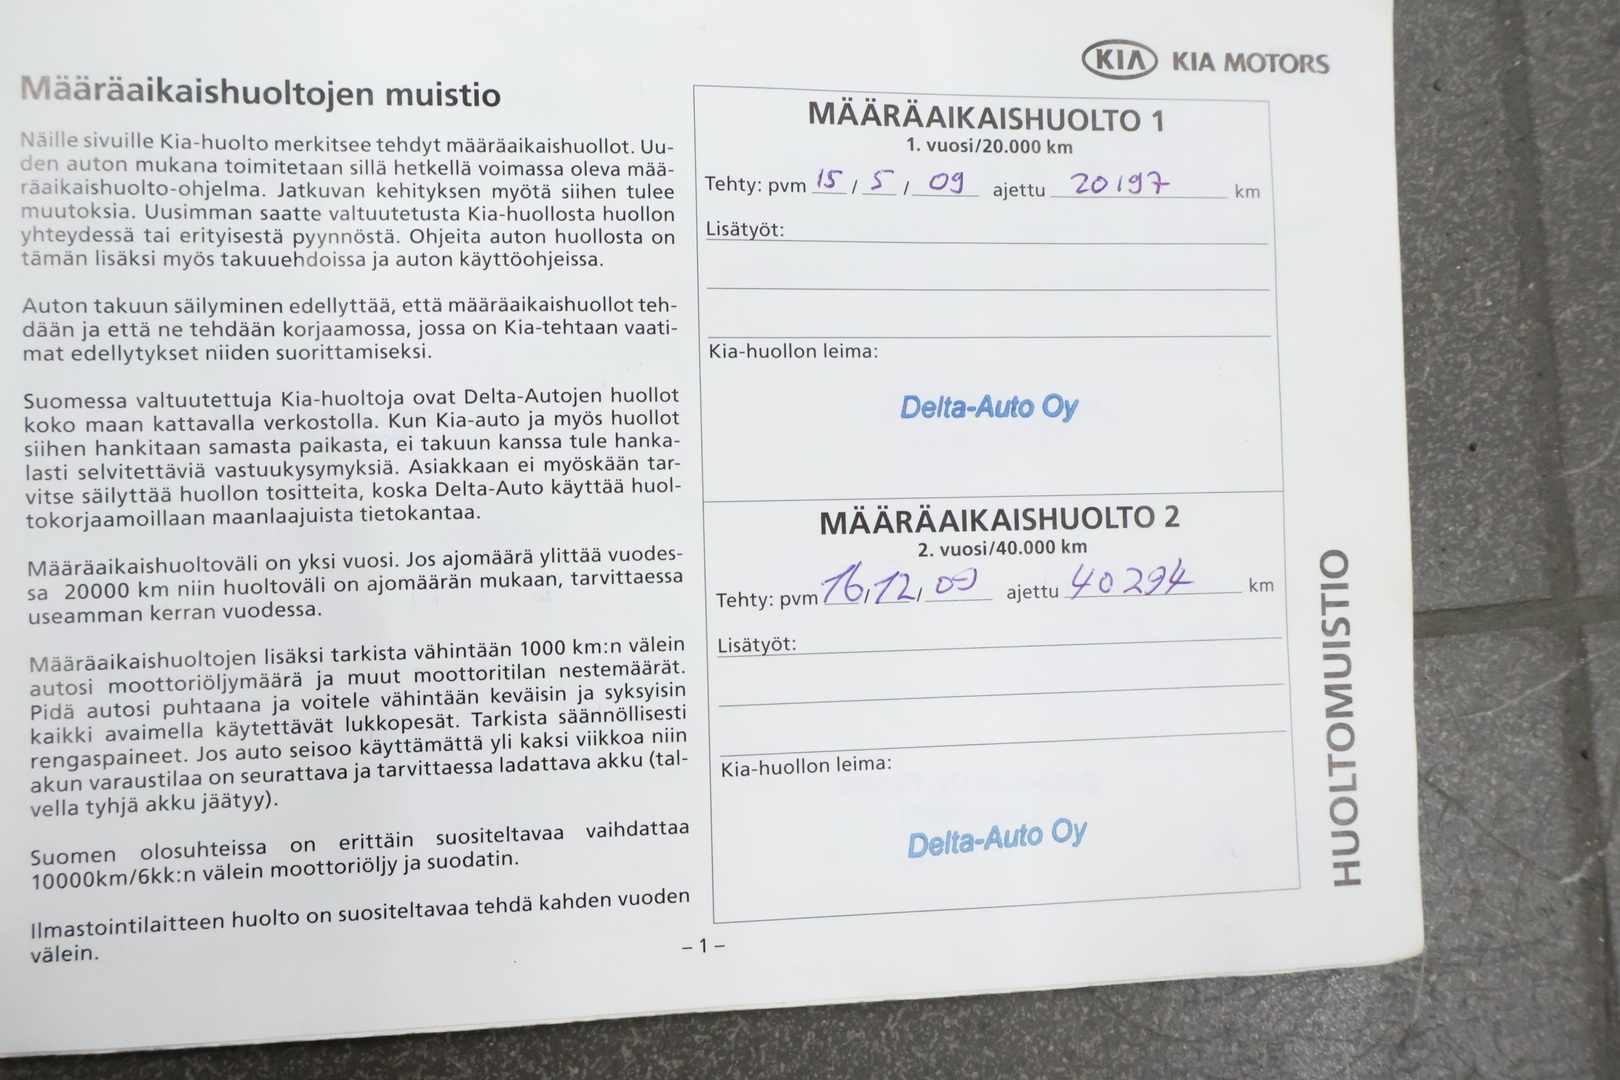 Määräaikaishuoltojen muistio
Näille sivuille Kia-huolto merkitsee tehdyt määräaikaishuollot. Uu-
den auton mukana toimitetaan sillä hetkellä voimassa oleva mää-
räaikaishuolto-ohjelma. Jatkuvan kehityksen myötä siihen tulee
muutoksia. Uusimman saatte valtuutetusta Kia-huollosta huollon
yhteydessä tai erityisestä pyynnöstä. Ohjeita auton huollosta on
tämän lisäksi myös takuuehdoissa ja auton käyttöohjeissa.
Auton takuun säilyminen edellyttää, että määräaikaishuollot teh-
dään ja että ne tehdään korjaamossa, jossa on Kia-tehtaan vaati-
mat edellytykset niiden suorittamiseksi.
Suomessa valtuutettuja Kia-huoltoja ovat Delta-Autojen huollot
koko maan kattavalla verkostolla. Kun Kia-auto ja myös huollot
siihen hankitaan samasta paikasta, ei takuun kanssa tule hanka-
lasti selvitettäviä vastuukysymyksiä. Asiakkaan ei myöskään tar-
vitse säilyttää huollon tositteita, koska Delta-Auto käyttää huol-
tokorjaamoillaan maanlaajuista tietokantaa.
Määräaikaishuoltoväli on yksi vuosi. Jos ajomäärä ylittää vuodes-
sa 20000 km niin huoltoväli on ajomäärän mukaan, tarvittaessa
useamman kerran vuodessa.
Määräaikaishuoltojen lisäksi tarkista vähintään 1000 km:n välein
autosi moottoriöljymäärä ja muut moottoritilan nestemäärät.
Pidä autosi puhtaana ja voitele vähintään keväisin ja syksyisin
kaikki avaimella käytettävät lukkopesät. Tarkista säännöllisesti
rengaspaineet. Jos auto seisoo käyttämättä yli kaksi viikkoa niin
akun varaustilaa on seurattava ja tarvittaessa ladattava akku (tal-
vella tyhjä akku jäätyy).
Suomen olosuhteissa on erittäin suositeltavaa vaihdattaa
10000km/6kk:n välein moottoriöljy ja suodatin.
Ilmastointilaitteen huolto on suositeltavaa tehdä kahden vuoden
välein.
KIA KIA MOTORS
MÄÄRÄAIKAISHUOLTO 1
1. vuosi/20.000 km
Tehty: pvm 15 / 5 / 09 ajettu 20197 km
Lisätyöt:
Kia-huollon leima:
Delta-Auto Oy
MÄÄRÄAIKAISHUOLTO 2
2. vuosi/40.000 km
Tehty: pvm 16 / 12 / 09 ajettu 40294 km
Lisätyöt:
Kia-huollon leima:
Delta-Auto Oy
– 1 –
HUOLTOMUISTIO